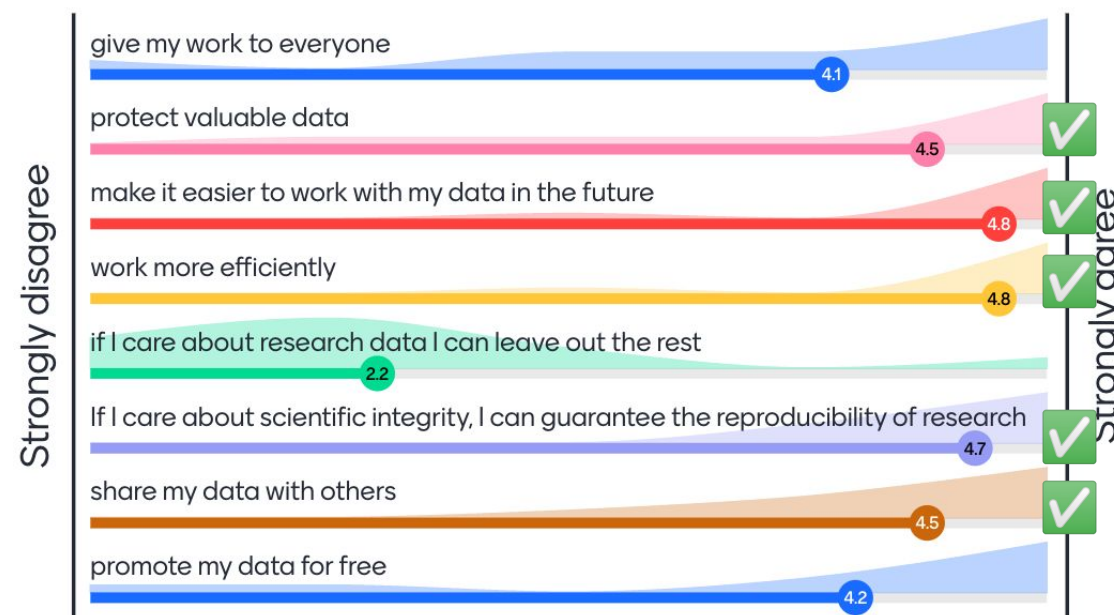 give my work to everyone
4.1
protect valuable data
4.5
make it easier to work with my data in the future
4.8
work more efficiently
4.8
if I care about research data I can leave out the rest
2.2
If I care about scientific integrity, I can guarantee the reproducibility of research
4.7
share my data with others
4.5
promote my data for free
4.2
Strongly disagree
Strongly agree